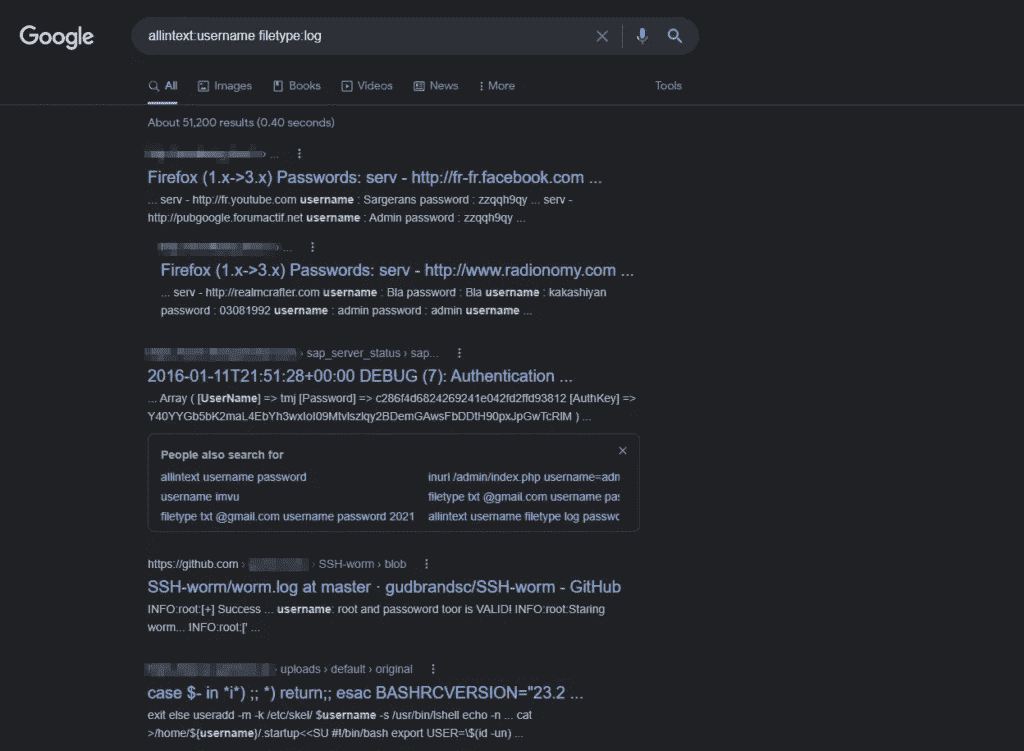 Google
allintext:username filetype:log
All Images Books Videos News More Tools
About 51,200 results (0.40 seconds)
...
Firefox (1.x->3.x) Passwords: serv - http://fr-fr.facebook.com ...
... serv - http://fr.youtube.com username : Sargerans password : zzqqh9qy ... serv -
http://pubgoogle.forumactif.net username : Admin password : zzqqh9qy ...
...
Firefox (1.x->3.x) Passwords: serv - http://www.radionomy.com ...
... serv - http://realmcrafter.com username : Bla password : Bla username : kakashiyan
password : 03081992 username : admin password : admin username ...
› sap_server_status › sap...
2016-01-11T21:51:28+00:00 DEBUG (7): Authentication ...
... Array ( [UserName] => tmj [Password] => c286f4d6824269241e042fd2ffd93812 [AuthKey] =>
) ...
People also search for ×
allintext username password inurl /admin/index.php username=adn
username imvu filetype txt @gmail.com username pas
filetype txt @gmail.com username password 2021 allintext username filetype log passwc
https://github.com › › SSH-worm › blob
SSH-worm/worm.log at master · gudbrandsc/SSH-worm - GitHub
INFO:root:[+] Success ... username: root and passoword toor is VALID! INFO:root:Staring
worm... INFO:root:[' ...
› uploads › default › original
case $- in *i*) ;; *) return;; esac BASHRCVERSION="23.2 ...
exit else useradd -m -k /etc/skel/ $username -s /usr/bin/lshell echo -n ... cat
>/home/${username}/.startup<<SU #!/bin/bash export USER=\$(id -un) ...